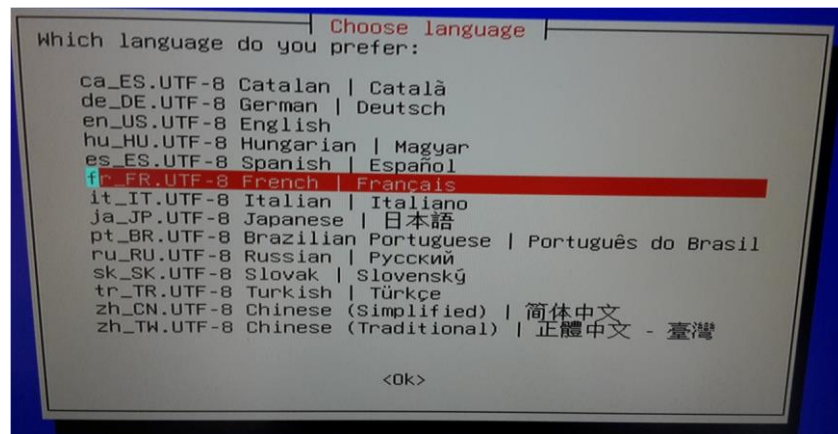 Choose language
Which language do you prefer:
ca_ES.UTF-8 Catalan | Català
de_DE.UTF-8 German | Deutsch
en_US.UTF-8 English
hu_HU.UTF-8 Hungarian | Magyar
es_ES.UTF-8 Spanish | Español
fr_FR.UTF-8 French | Français
it_IT.UTF-8 Italian | Italiano
ja_JP.UTF-8 Japanese | 日本語
pt_BR.UTF-8 Brazilian Portuguese | Português do Brasil
ru_RU.UTF-8 Russian | Русский
sk_SK.UTF-8 Slovak | Slovenský
tr_TR.UTF-8 Turkish | Türkçe
zh_CN.UTF-8 Chinese (Simplified) | 简体中文
zh_TW.UTF-8 Chinese (Traditional) | 正體中文 - 臺灣
<Ok>